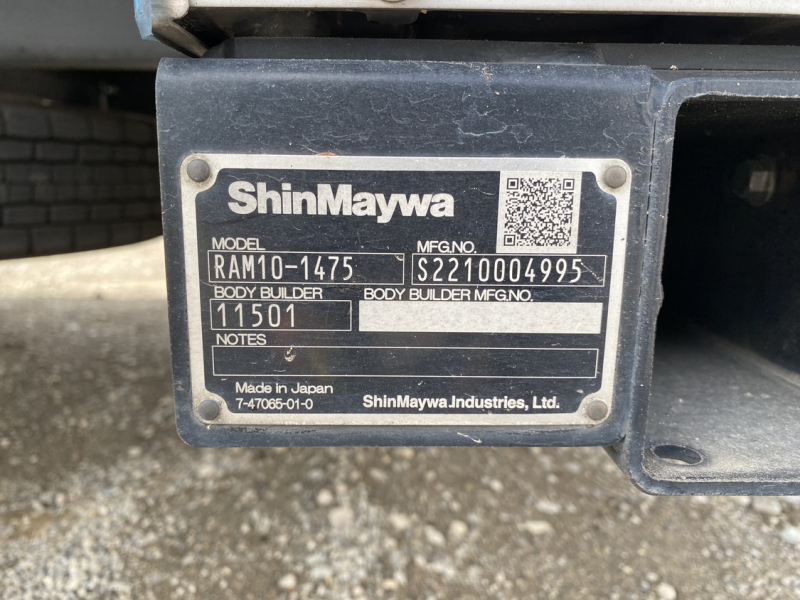 ShinMaywa
MODEL MFG.NO.
RAM10-1475 S2210004995
BODY BUILDER BODY BUILDER MFG.NO.
11501
NOTES
Made in Japan
7-47065-01-0 ShinMaywa Industries, Ltd.